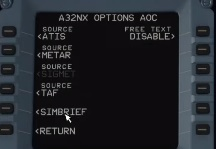 A32NX OPTIONS AOC
SOURCE FREE TEXT
<ATIS DISABLE>
SOURCE
<METAR
SOURCE
<SIGMET
SOURCE
<TAF
<SIMBRIEF
<RETURN